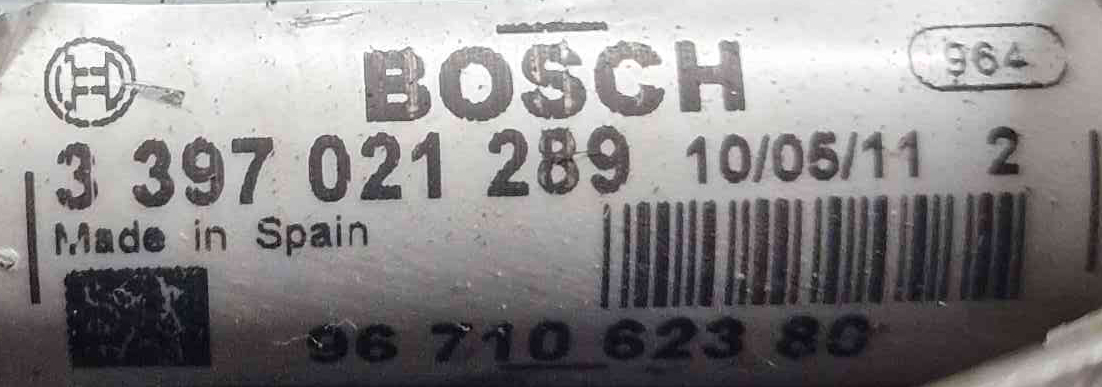 BOSCH 964
3 397 021 289 10/05/11 2
Made in Spain
96 710 623 80